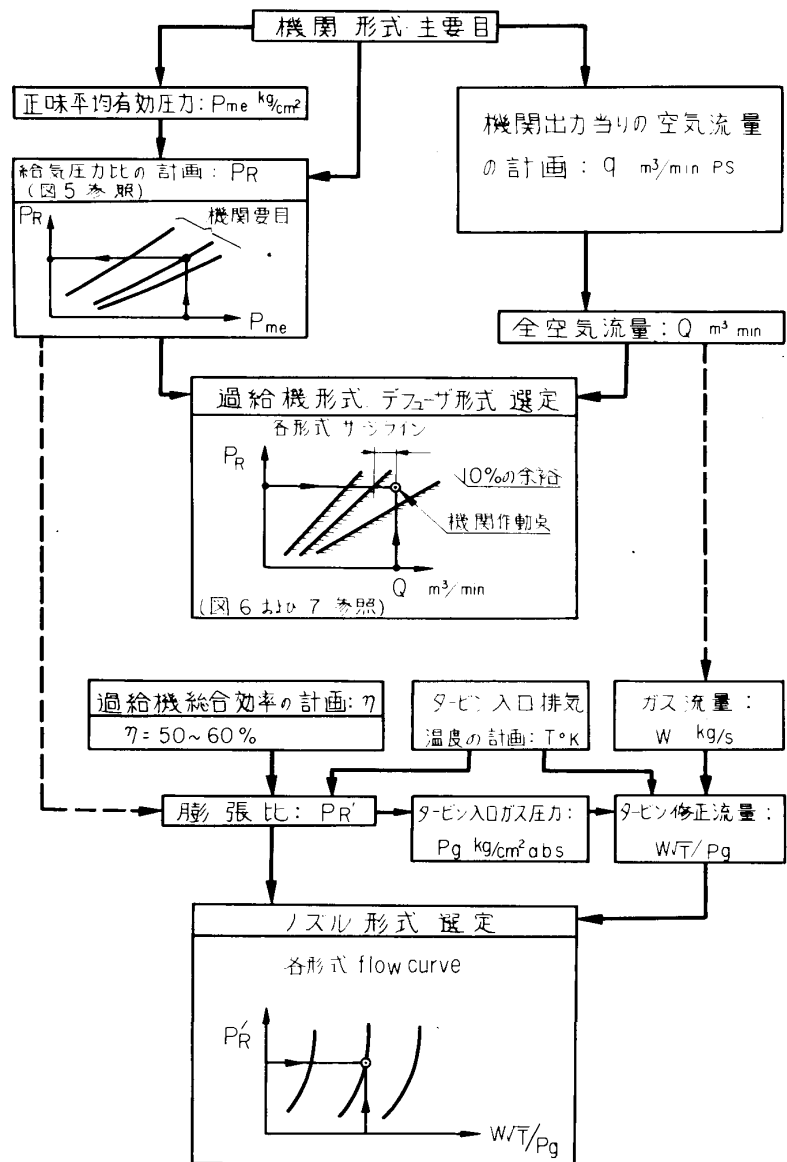 機関 形式・主要目
正味平均有効圧力：Pme kg/cm²
機関出力当りの空気流量
の計画：q m³/min PS
給気圧力比の計画：PR
(図5参照)
機関要目
PR
Pme
全空気流量：Q m³ min
過給機形式．デフューザ形式 選定
各形式 サージライン
PR
10%の余裕
機関作動点
Q m³/min
(図6および7参照)
過給機総合効率の計画：η
η = 50~60%
タービン入口排気
温度の計画：T°K
ガス流量：
W kg/s
膨張比：PR'
タービン入口ガス圧力：
Pg kg/cm² abs
タービン修正流量：
W√T/Pg
ノズル形式 選定
各形式 flow curve
PR'
W√T/Pg